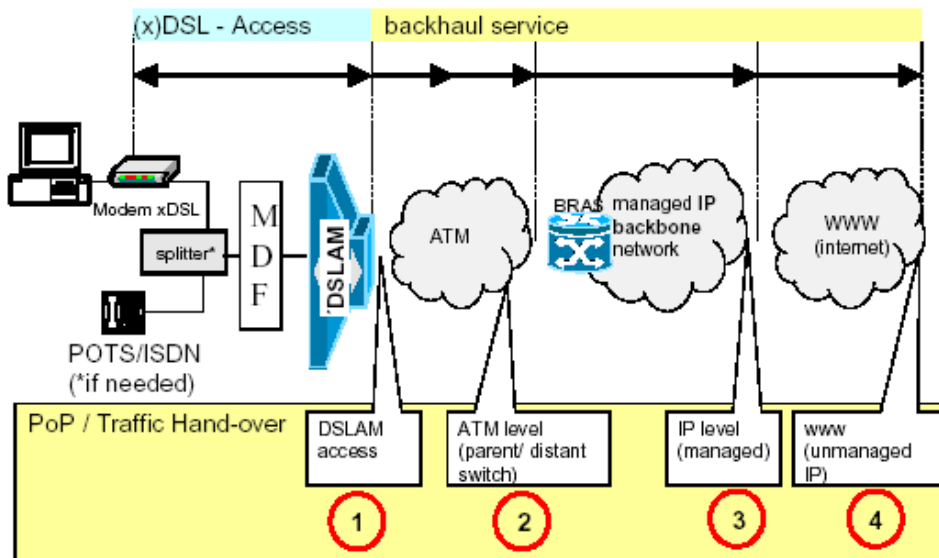 (x)DSL - Access
backhaul service
Modem xDSL
splitter*
POTS/ISDN
(*if needed)
M
D
F
DSLAM
ATM
BRAS
managed IP
backbone
network
WWW
(internet)
PoP / Traffic Hand-over
DSLAM
access
1
ATM level
(parent/ distant
switch)
2
IP level
(managed)
3
www
(unmanaged
IP)
4